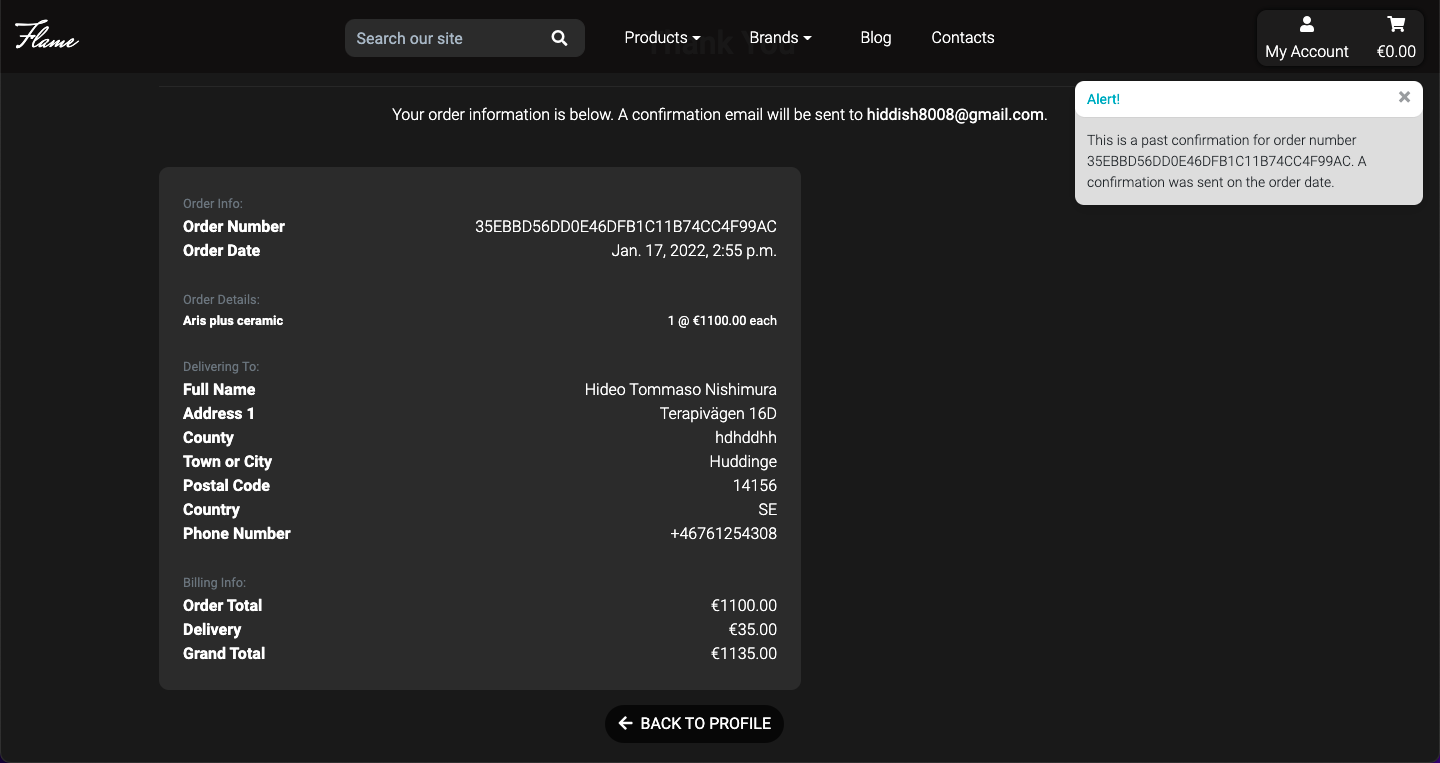 Flame
Search our site
Products
Brands
Blog
Contacts
My Account
€0.00
Thank You
Alert!
This is a past confirmation for order number
35EBBD56DD0E46DFB1C11B74CC4F99AC. A
confirmation was sent on the order date.
Your order information is below. A confirmation email will be sent to hiddish8008@gmail.com.
Order Info:
Order Number 35EBBD56DD0E46DFB1C11B74CC4F99AC
Order Date Jan. 17, 2022, 2:55 p.m.
Order Details:
Aris plus ceramic 1 @ €1100.00 each
Delivering To:
Full Name Hideo Tommaso Nishimura
Address 1 Terapivägen 16D
County hdhddhh
Town or City Huddinge
Postal Code 14156
Country SE
Phone Number +46761254308
Billing Info:
Order Total €1100.00
Delivery €35.00
Grand Total €1135.00
BACK TO PROFILE